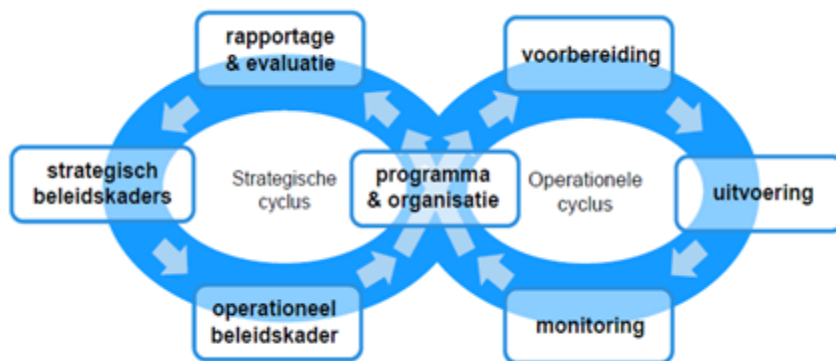 rapportage
& evaluatie
voorbereiding
strategisch
beleidskaders
Strategische
cyclus
programma
& organisatie
Operationele
cyclus
uitvoering
operationeel
beleidskader
monitoring